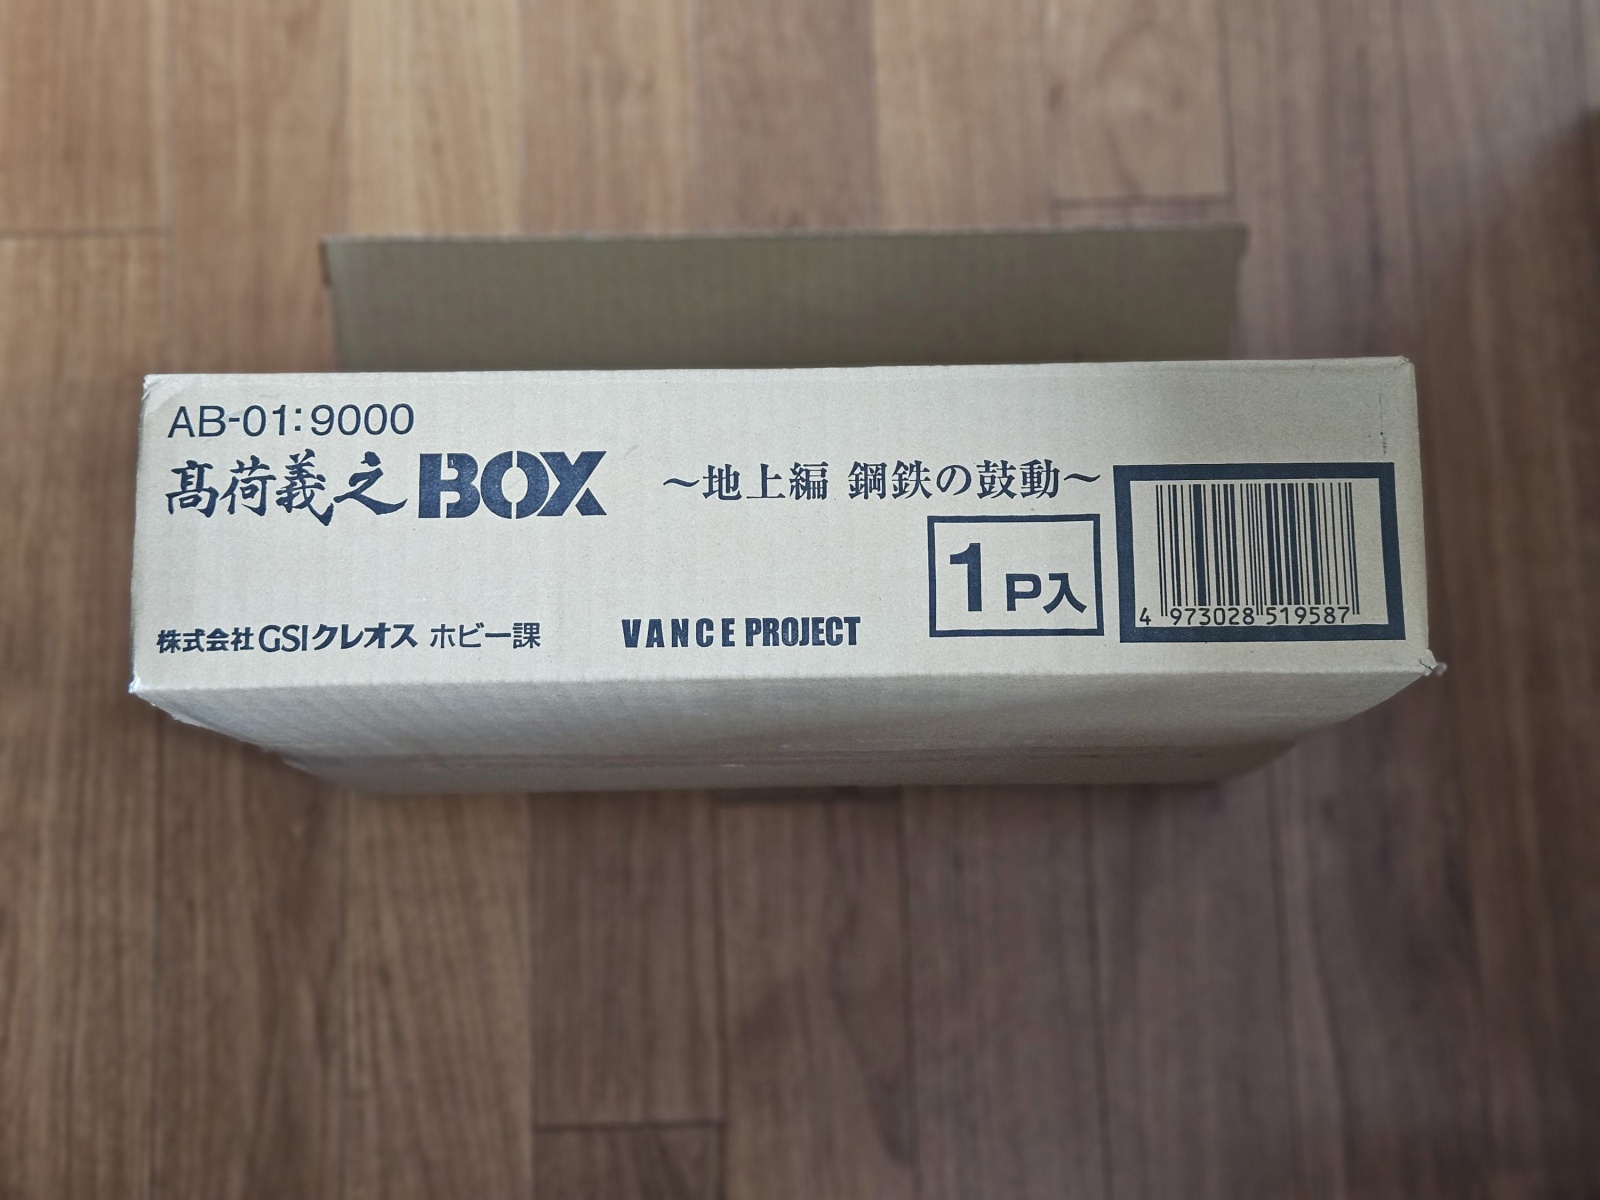 AB-01:9000
髙荷義之BOX ～地上編 鋼鉄の鼓動～
1P入
株式会社GSIクレオス ホビー課
VANCE PROJECT
4 973028 519587